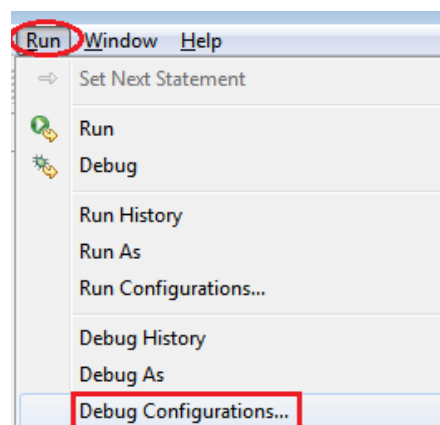 Run Window Help
Set Next Statement
Run
Debug
Run History
Run As
Run Configurations...
Debug History
Debug As
Debug Configurations...